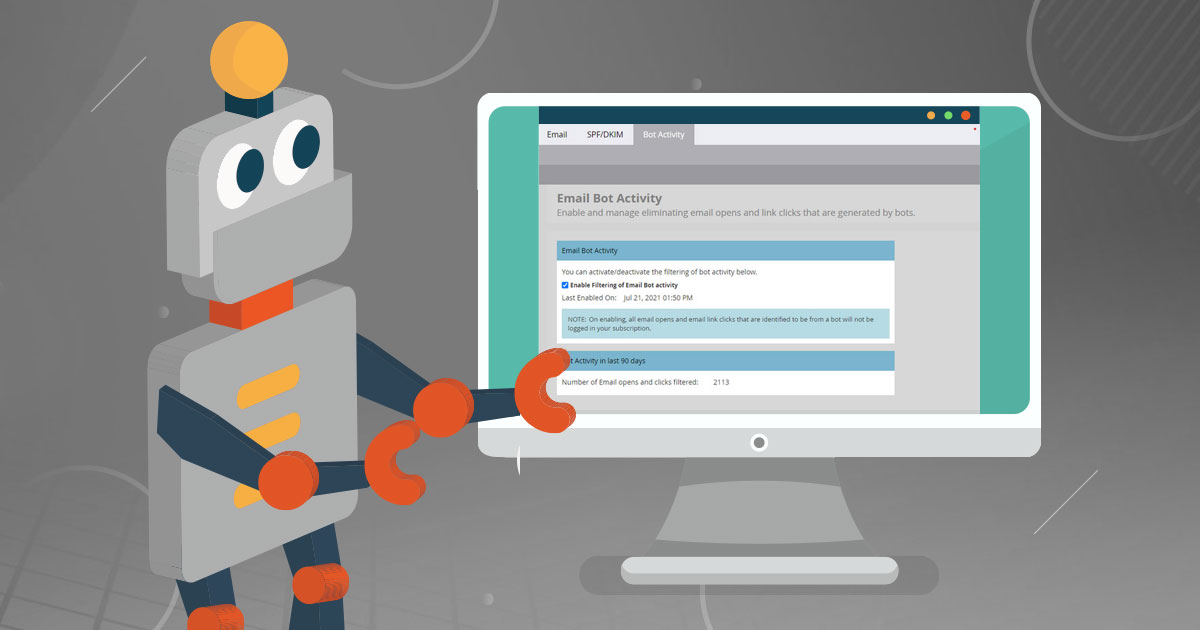 Email SPF/DKIM Bot Activity
Email Bot Activity
Enable and manage eliminating email opens and link clicks that are generated by bots.
Email Bot Activity
You can activate/deactivate the filtering of bot activity below.
Enable Filtering of Email Bot activity
Last Enabled On: Jul 21, 2021 01:50 PM
NOTE: On enabling, all email opens and email link clicks that are identified to be from a bot will not be
logged in your subscription.
Activity in last 90 days
Number of Email opens and clicks filtered: 2113